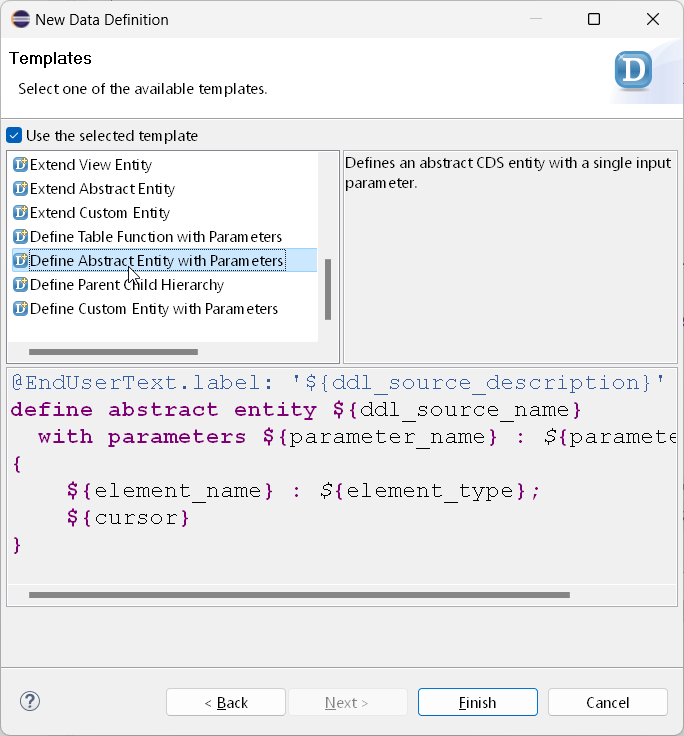 New Data Definition
Templates
Select one of the available templates.
D
Use the selected template
Extend View Entity
Extend Abstract Entity
Extend Custom Entity
Define Table Function with Parameters
Define Abstract Entity with Parameters
Define Parent Child Hierarchy
Define Custom Entity with Parameters
Defines an abstract CDS entity with a single input
parameter.
@EndUserText.label: '${ddl_source_description}'
define abstract entity ${ddl_source_name}
with parameters ${parameter_name} : ${paramete
{
${element_name} : ${element_type};
${cursor}
}
?
< Back
Next >
Finish
Cancel